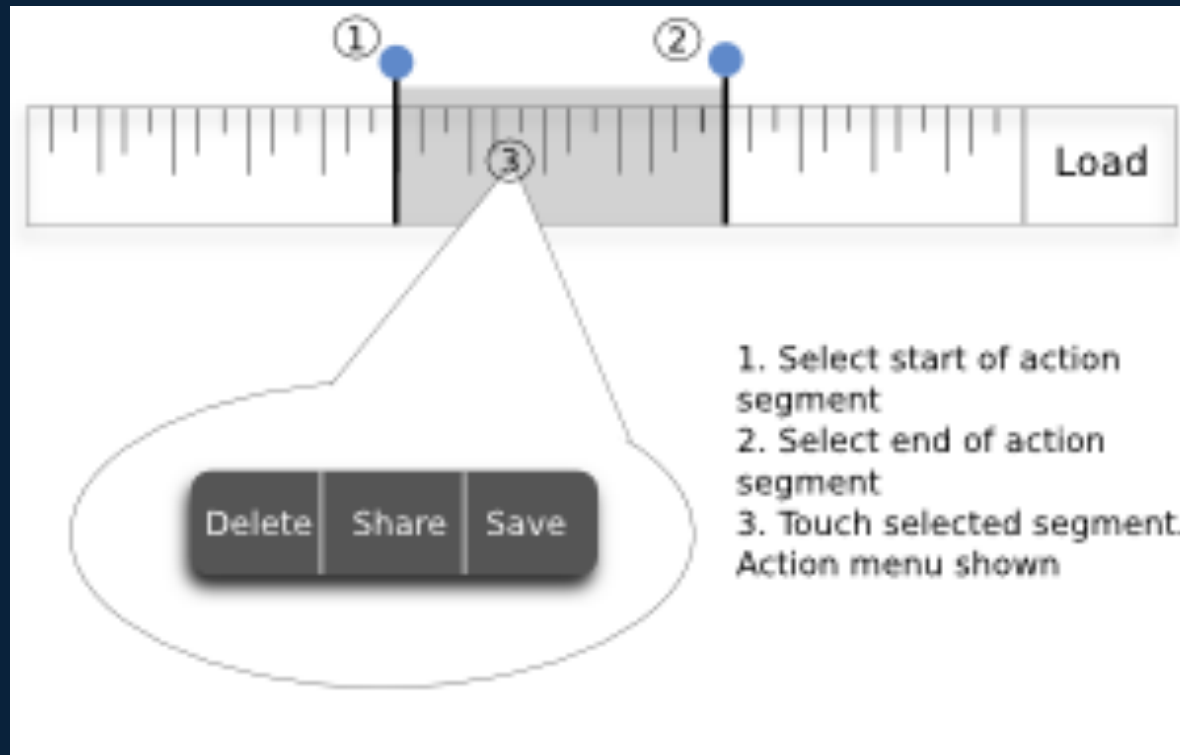 ① ②
③ Load
1. Select start of action
segment
2. Select end of action
segment
3. Touch selected segment.
Action menu shown
Delete Share Save